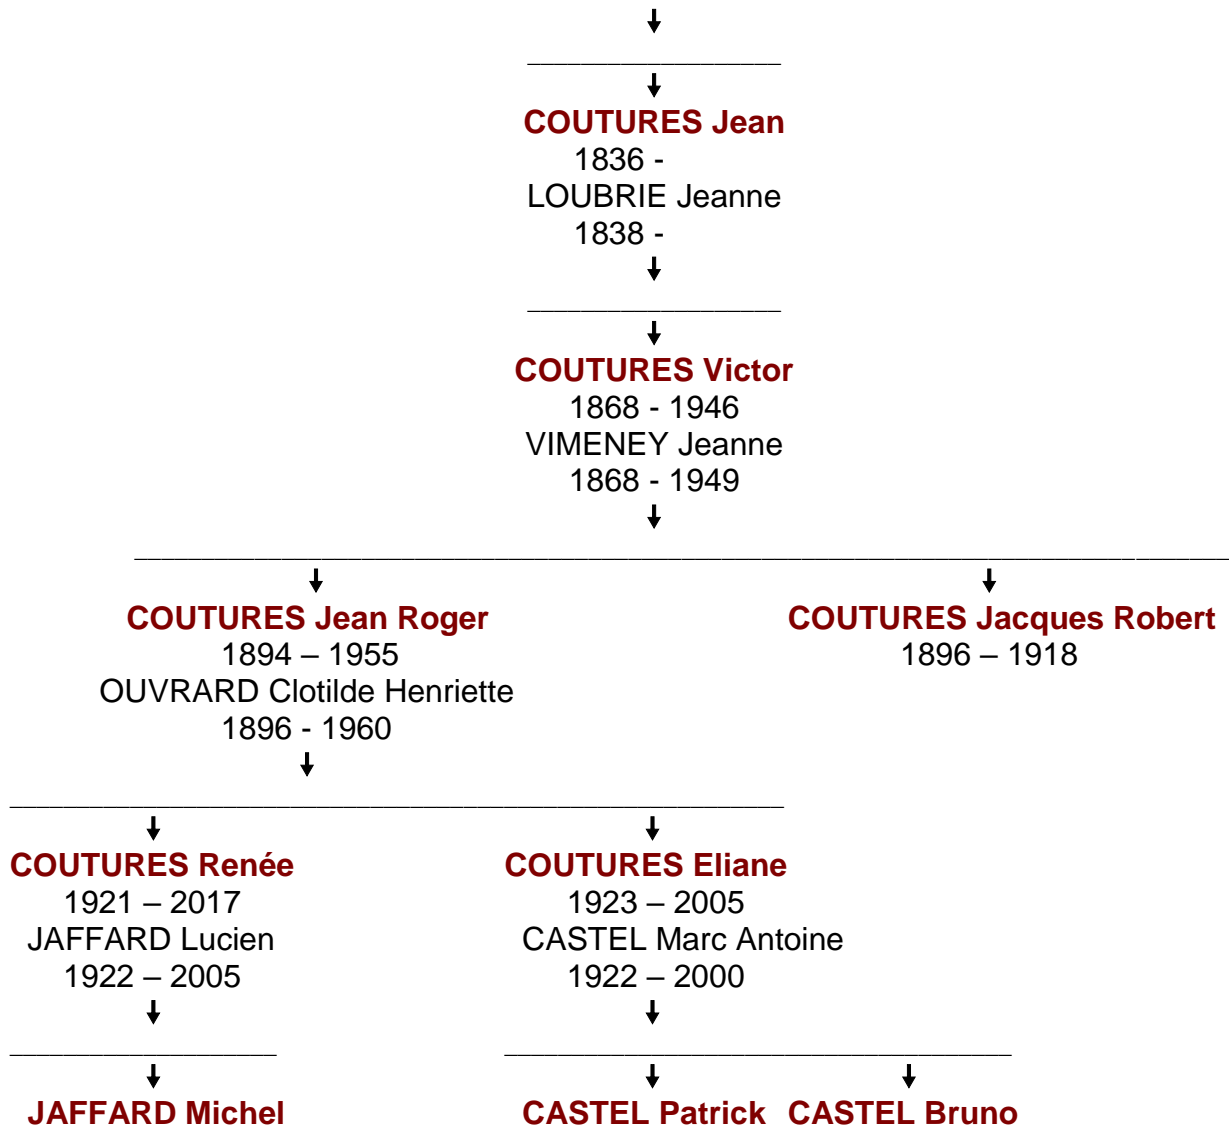 COUTURES Jean
1836 -
LOUBRIE Jeanne
1838 -
COUTURES Victor
1868 - 1946
VIMENEY Jeanne
1868 - 1949
COUTURES Jean Roger
1894 – 1955
OUVRARD Clotilde Henriette
1896 - 1960
COUTURES Jacques Robert
1896 – 1918
COUTURES Renée
1921 – 2017
JAFFARD Lucien
1922 – 2005
COUTURES Eliane
1923 – 2005
CASTEL Marc Antoine
1922 – 2000
JAFFARD Michel
CASTEL Patrick
CASTEL Bruno